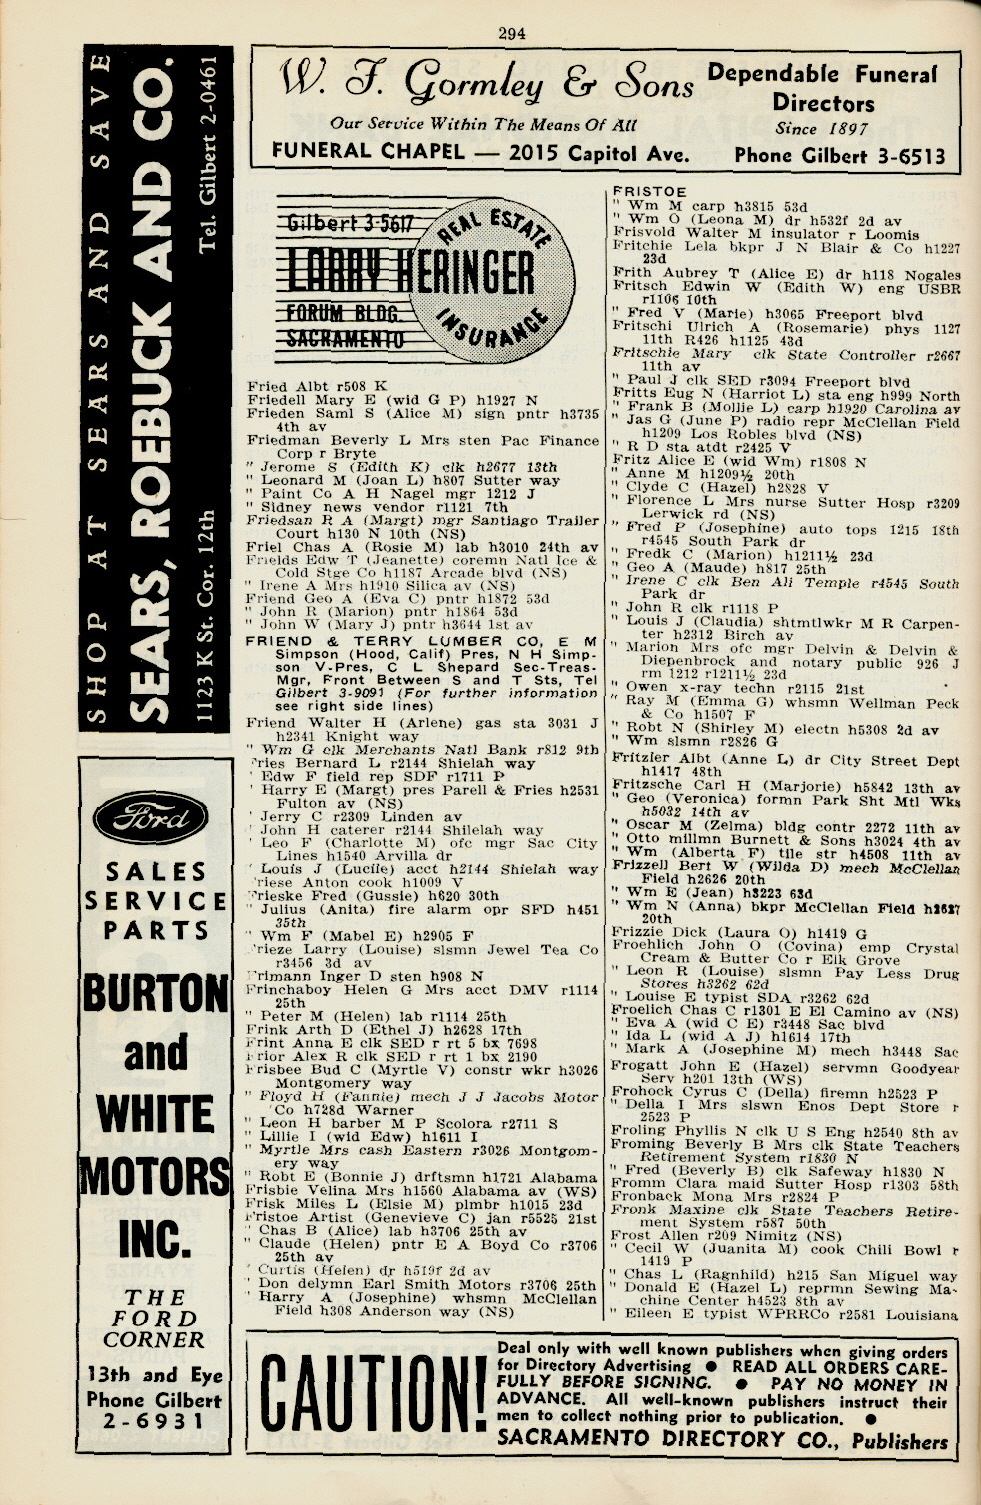 294
SHOP AT SEARS AND SAVE
SEARS, ROEBUCK AND CO.
1123 K St. Cor. 12th Tel. Gilbert 2-0461
W. F. Gormley & Sons
Our Service Within The Means Of All
FUNERAL CHAPEL — 2015 Capitol Ave.
Dependable Funeral
Directors
Since 1897
Phone Gilbert 3-6513
Gilbert 3-5617
REAL ESTATE
LARRY HERINGER
FORUM BLDG.
INSURANCE
SACRAMENTO
Fried Albt r508 K
Friedell Mary E (wid G P) h1927 N
Frieden Saml S (Alice M) sign pntr h3735
4th av
Friedman Beverly L Mrs sten Pac Finance
Corp r Bryte
" Jerome S (Edith K) clk h2677 13th
" Leonard M (Joan L) h807 Sutter way
" Paint Co A H Nagel mgr 1212 J
" Sidney news vendor r1121 7th
Friedsan R A (Margt) mgr Santiago Trailer
Court h130 N 10th (NS)
Friel Chas A (Rosie M) lab h3010 24th av
Frields Edw T (Jeanette) coremn Natl Ice &
Cold Stge Co h1187 Arcade blvd (NS)
" Irene A Mrs h1910 Silica av (NS)
Friend Geo A (Eva C) pntr h1872 53d
" John R (Marion) pntr h1864 53d
" John W (Mary J) pntr h3644 1st av
FRIEND & TERRY LUMBER CO, E M
Simpson (Hood, Calif) Pres, N H Simp-
son V-Pres, C L Shepard Sec-Treas-
Mgr, Front Between S and T Sts, Tel
Gilbert 3-9091 (For further information
see right side lines)
Friend Walter H (Arlene) gas sta 3031 J
h2341 Knight way
" Wm G clk Merchants Natl Bank r812 9th
Fries Bernard L r2144 Shielah way
' Edw F field rep SDF r1711 P
' Harry E (Margt) pres Parell & Fries h2531
Fulton av (NS)
' Jerry C r2309 Linden av
' John H caterer r2144 Shilelah way
' Leo F (Charlotte M) ofc mgr Sac City
Lines h1540 Arvilla dr
' Louis J (Lucile) acct h2144 Shielah way
Friese Anton cook h1009 V
Frieske Fred (Gussie) h620 30th
" Julius (Anita) fire alarm opr SFD h451
35th
" Wm F (Mabel E) h2905 F
Frieze Larry (Louise) slsmn Jewel Tea Co
r3456 3d av
Frimann Inger D sten h908 N
Frinchaboy Helen G Mrs acct DMV r1114
25th
" Peter M (Helen) lab r1114 25th
Frink Arth D (Ethel J) h2628 17th
Frint Anna E clk SED r rt 5 bx 7698
Frior Alex R clk SED r rt 1 bx 2190
Frisbee Bud C (Myrtle V) constr wkr h3026
Montgomery way
" Floyd H (Fannie) mech J J Jacobs Motor
Co h728d Warner
" Leon H barber M P Scolora r2711 S
" Lillie I (wid Edw) h1611 I
" Myrtle Mrs cash Eastern r3026 Montgom-
ery way
" Robt E (Bonnie J) drftsmn h1721 Alabama
Frisbie Velina Mrs h1560 Alabama av (WS)
Frisk Miles L (Elsie M) plmbr h1015 23d
Fristoe Artist (Genevieve C) jan r5525 21st
" Chas B (Alice) lab h3706 25th av
" Claude (Helen) pntr E A Boyd Co r3706
25th av
' Curtis (Helen) dr h519f 2d av
' Don delymn Earl Smith Motors r3706 25th
' Harry A (Josephine) whsmn McClellan
Field h308 Anderson way (NS)
FRISTOE
" Wm M carp h3815 53d
" Wm O (Leona M) dr h532f 2d av
Frisvold Walter M insulator r Loomis
Fritchie Lela bkpr J N Blair & Co h1227
23d
Frith Aubrey T (Alice E) dr h118 Nogales
Fritsch Edwin W (Edith W) eng USBR
r1106 10th
" Fred V (Marie) h3065 Freeport blvd
Fritschi Ulrich A (Rosemarie) phys 1127
11th R426 h1125 43d
Fritschie Mary clk State Controller r2667
11th av
" Paul J clk SED r3094 Freeport blvd
Fritts Eug N (Harriot L) sta eng h999 North
" Frank B (Mollie L) carp h1920 Carolina av
" Jas G (June P) radio repr McClellan Field
h1209 Los Robles blvd (NS)
" R D sta atdt r2425 V
Fritz Alice E (wid Wm) r1808 N
" Anne M h1209½ 20th
" Clyde C (Hazel) h2828 V
" Florence L Mrs nurse Sutter Hosp r3209
Lerwick rd (NS)
" Fred P (Josephine) auto tops 1215 18th
r4545 South Park dr
" Fredk C (Marion) h1211½ 23d
" Geo A (Maude) h817 25th
" Irene C clk Ben Ali Temple r4545 South
Park dr
" John R clk r1118 P
" Louis J (Claudia) shtmtlwkr M R Carpen-
ter h2312 Birch av
" Marion Mrs ofc mgr Delvin & Delvin &
Diepenbrock and notary public 926 J
rm 1212 r1211½ 23d
" Owen x-ray techn r2115 21st
" Ray M (Emma G) whsmn Wellman Peck
& Co h1507 F
" Robt N (Shirley M) electn h5308 2d av
" Wm slsmn r2826 G
Fritzler Albt (Anne L) dr City Street Dept
h1417 48th
Fritzsche Carl H (Marjorie) h5842 13th av
" Geo (Veronica) formn Park Sht Mtl Wks
h5032 14th av
" Oscar M (Zelma) bldg contr 2272 11th av
" Otto millmn Burnett & Sons h3024 4th av
" Wm (Alberta F) tile str h4508 11th av
Frizzell Bert W (Wilda D) mech McClellan
Field h2626 20th
" Wm E (Jean) h3223 63d
" Wm N (Anna) bkpr McClellan Field h2627
20th
Frizzie Dick (Laura O) h1419 G
Froehlich John O (Covina) emp Crystal
Cream & Butter Co r Elk Grove
" Leon R (Louise) slsmn Pay Less Drug
Stores h3262 62d
" Louise E typist SDA r3262 62d
Froelich Chas C r1301 E El Camino av (NS)
" Eva A (wid C E) r3448 Sac blvd
" Ida L (wid A J) h1614 17th
" Mark A (Josephine M) mech h3448 Sac
Frogatt John E (Hazel) servmn Goodyear
Serv h201 13th (WS)
Frohock Cyrus C (Della) firemn h2523 P
" Della I Mrs slswn Enos Dept Store r
2523 P
Froling Phyllis N clk U S Eng h2540 8th av
Froming Beverly B Mrs clk State Teachers
Retirement System r1830 N
" Fred (Beverly B) clk Safeway h1830 N
Fromm Clara maid Sutter Hosp r1303 58th
Fronback Mona Mrs r2824 P
Fronk Maxine clk State Teachers Retire-
ment System r587 50th
Frost Allen r209 Nimitz (NS)
" Cecil W (Juanita M) cook Chili Bowl r
1419 P
" Chas L (Ragnhild) h215 San Miguel way
" Donald E (Hazel L) reprmn Sewing Ma-
chine Center h4523 8th av
" Eileen E typist WPRRCo r2581 Louisiana
Ford
SALES
SERVICE
PARTS
BURTON
and
WHITE
MOTORS
INC.
THE
FORD
CORNER
13th and Eye
Phone Gilbert
2-6931
CAUTION!
Deal only with well known publishers when giving orders
for Directory Advertising ● READ ALL ORDERS CARE-
FULLY BEFORE SIGNING. ● PAY NO MONEY IN
ADVANCE. All well-known publishers instruct their
men to collect nothing prior to publication. ●
SACRAMENTO DIRECTORY CO., Publishers